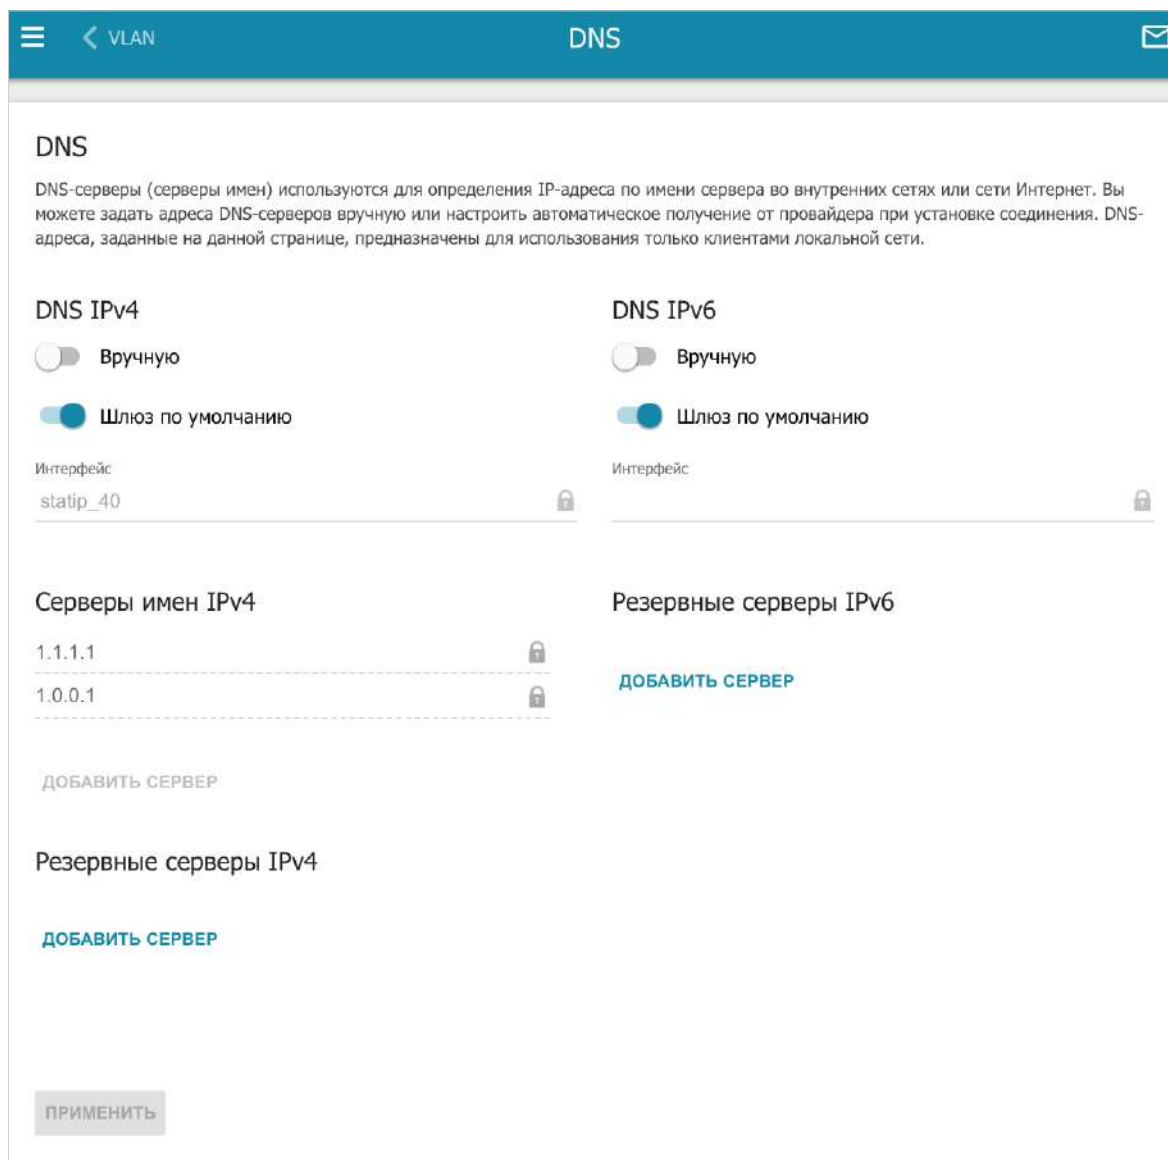 VLAN
DNS
DNS
DNS-серверы (серверы имен) используются для определения IP-адреса по имени сервера во внутренних сетях или сети Интернет. Вы
можете задать адреса DNS-серверов вручную или настроить автоматическое получение от провайдера при установке соединения. DNS-
адреса, заданные на данной странице, предназначены для использования только клиентами локальной сети.
DNS IPv4
Вручную
Шлюз по умолчанию
Интерфейс
statip_40
DNS IPv6
Вручную
Шлюз по умолчанию
Интерфейс
Серверы имен IPv4
1.1.1.1
1.0.0.1
ДОБАВИТЬ СЕРВЕР
Резервные серверы IPv6
ДОБАВИТЬ СЕРВЕР
Резервные серверы IPv4
ДОБАВИТЬ СЕРВЕР
ПРИМЕНИТЬ